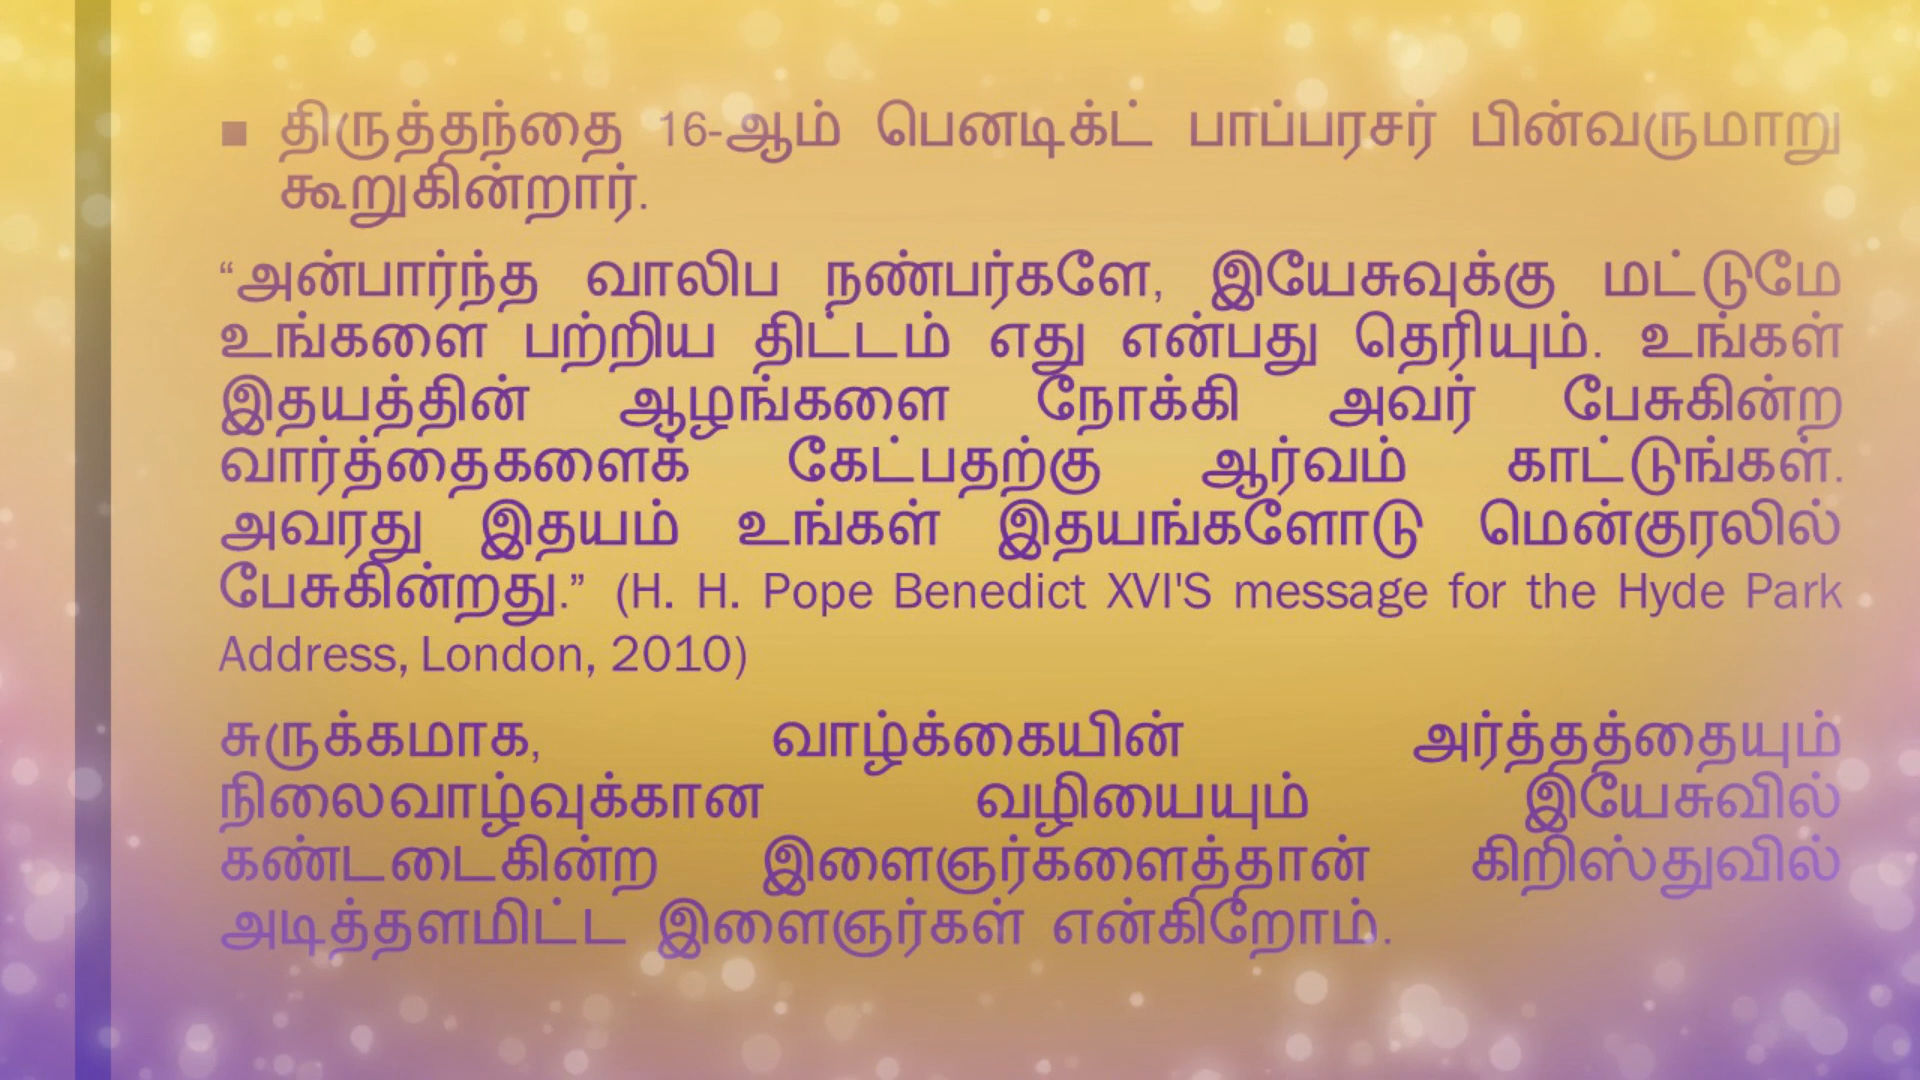 ▪ திருத்தந்தை 16-ஆம் பெனடிக்ட் பாப்பரசர் பின்வருமாறு
கூறுகின்றார்.
“அன்பார்ந்த வாலிப நண்பர்களே, இயேசுவுக்கு மட்டுமே
உங்களை பற்றிய திட்டம் எது என்பது தெரியும். உங்கள்
இதயத்தின் ஆழங்களை நோக்கி அவர் பேசுகின்ற
வார்த்தைகளைக் கேட்பதற்கு ஆர்வம் காட்டுங்கள்.
அவரது இதயம் உங்கள் இதயங்களோடு மென்குரலில்
பேசுகின்றது.” (H. H. Pope Benedict XVI'S message for the Hyde Park
Address, London, 2010)
சுருக்கமாக, வாழ்க்கையின் அர்த்தத்தையும்
நிலைவாழ்வுக்கான வழியையும் இயேசுவில்
கண்டடைகின்ற இளைஞர்களைத்தான் கிறிஸ்துவில்
அடித்தளமிட்ட இளைஞர்கள் என்கிறோம்.